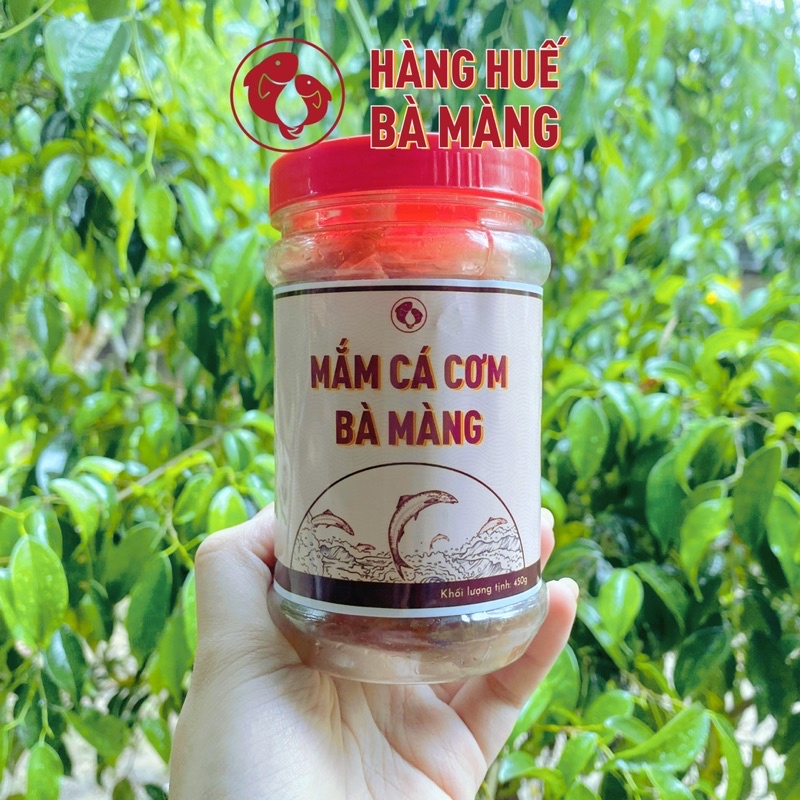 HÀNG HUẾ
BÀ MÀNG
MẮM CÁ CƠM
BÀ MÀNG
Khối lượng tịnh: 450g